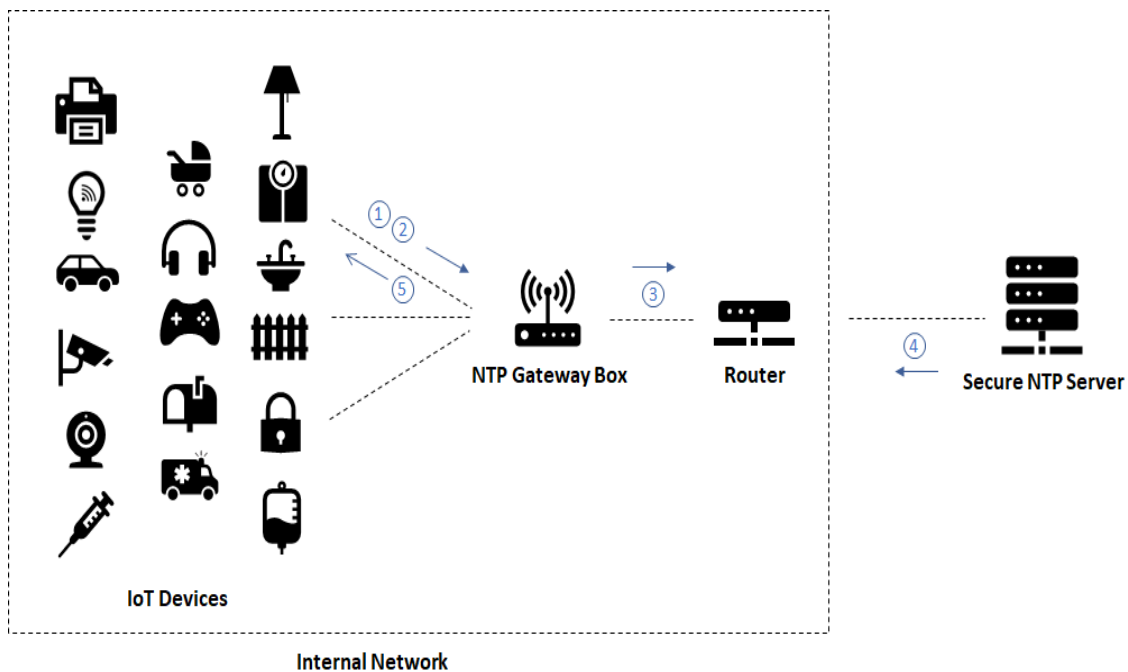 ①
②
⑤
③
④
NTP Gateway Box
Router
Secure NTP Server
IoT Devices
Internal Network